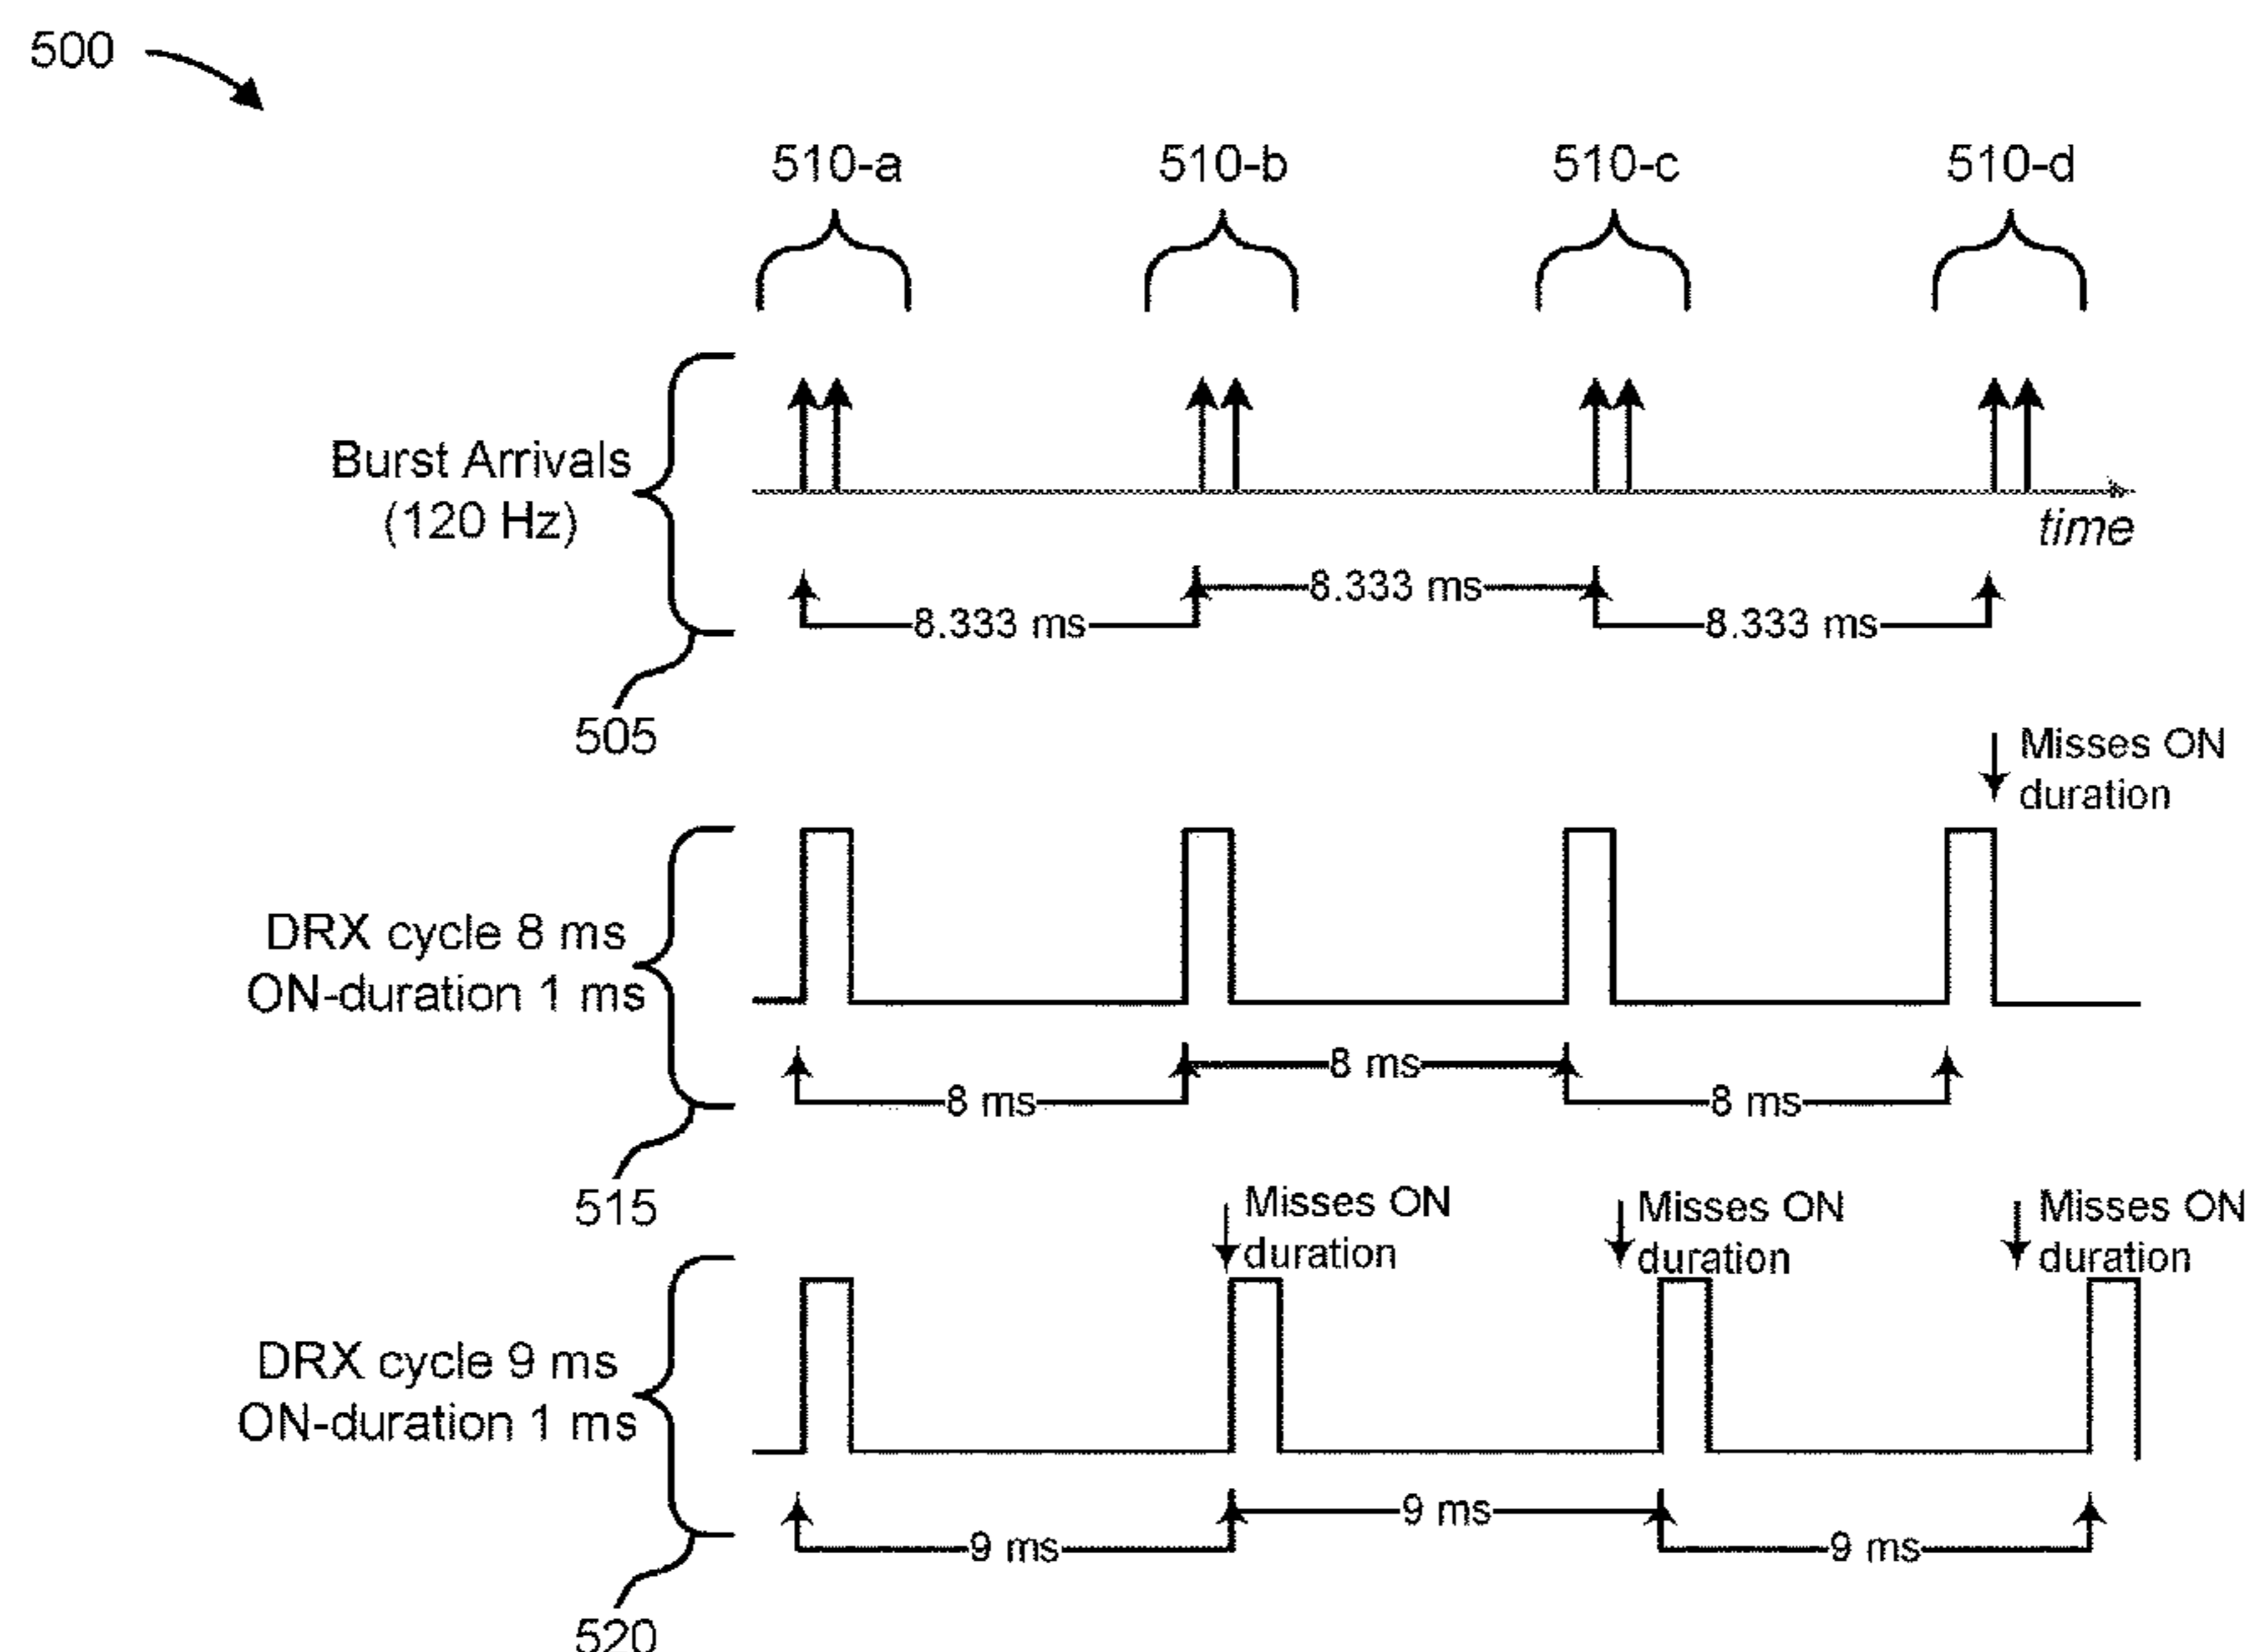 500
510-a
510-b
510-c
510-d
Burst Arrivals
(120 Hz)
time
8.333 ms
8.333 ms
8.333 ms
505
Misses ON
duration
DRX cycle 8 ms
ON-duration 1 ms
8 ms
8 ms
8 ms
515
Misses ON
duration
Misses ON
duration
Misses ON
duration
DRX cycle 9 ms
ON-duration 1 ms
9 ms
9 ms
9 ms
520